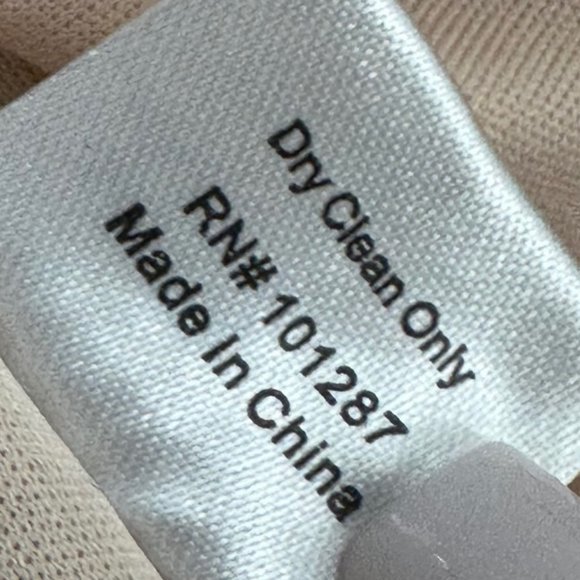 Dry Clean Only
RN# 101287
Made In China